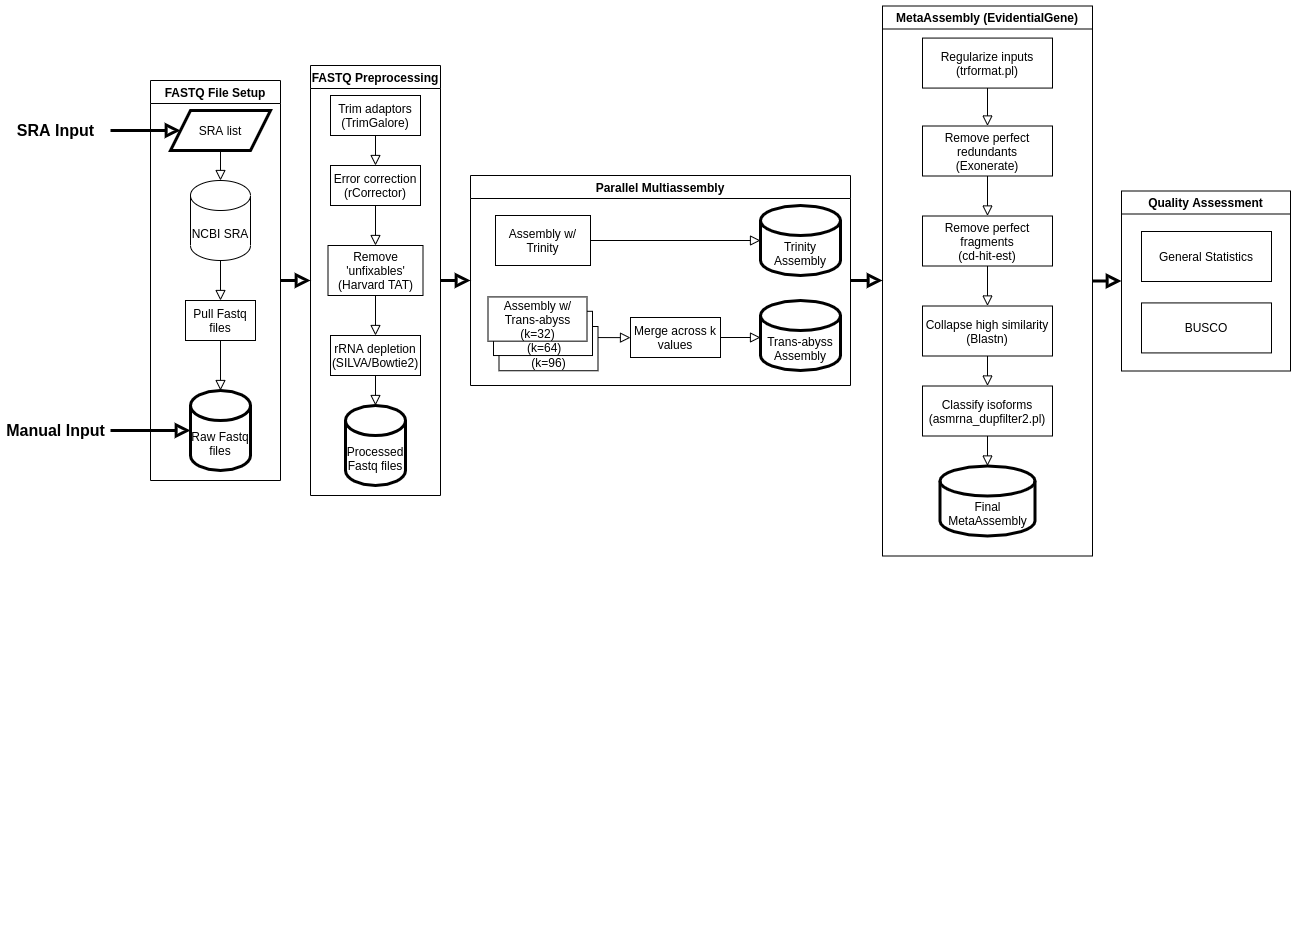 SRA Input
Manual Input
FASTQ File Setup
SRA list
NCBI SRA
Pull Fastq
files
Raw Fastq
files
FASTQ Preprocessing
Trim adaptors
(TrimGalore)
Error correction
(rCorrector)
Remove
'unfixables'
(Harvard TAT)
rRNA depletion
(SILVA/Bowtie2)
Processed
Fastq files
Parallel Multiassembly
Assembly w/
Trinity
Trinity
Assembly
Assembly w/
Trans-abyss
(k=32)
(k=64)
(k=96)
Merge across k
values
Trans-abyss
Assembly
MetaAssembly (EvidentialGene)
Regularize inputs
(trformat.pl)
Remove perfect
redundants
(Exonerate)
Remove perfect
fragments
(cd-hit-est)
Collapse high similarity
(Blastn)
Classify isoforms
(asmrna_dupfilter2.pl)
Final
MetaAssembly
Quality Assessment
General Statistics
BUSCO